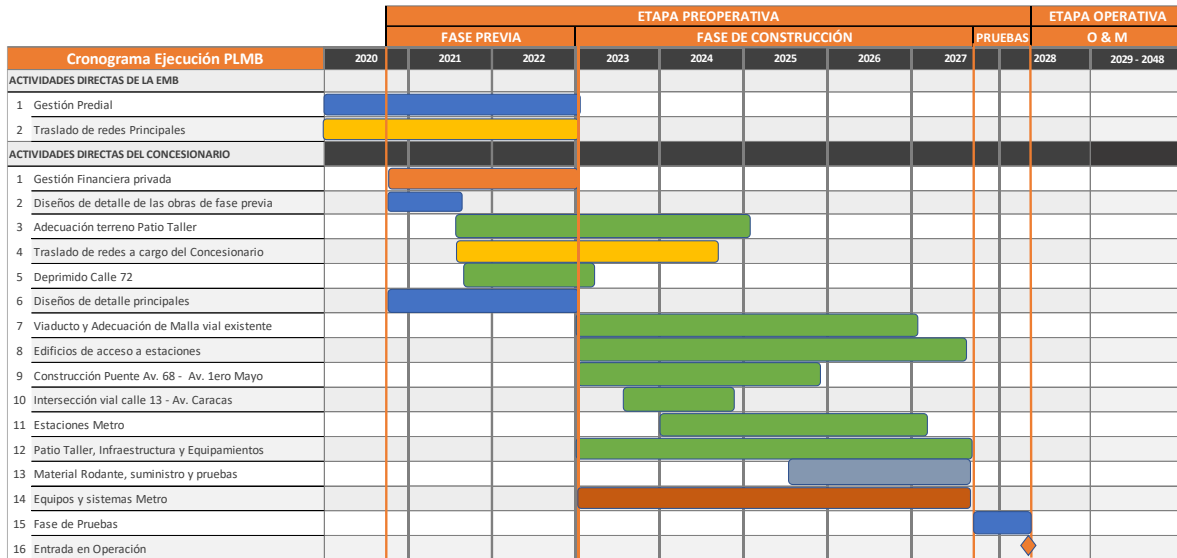 ETAPA PREOPERATIVA ETAPA OPERATIVA
FASE PREVIA FASE DE CONSTRUCCIÓN PRUEBAS O & M
Cronograma Ejecución PLMB 2020 2021 2022 2023 2024 2025 2026 2027 2028 2029 - 2048
ACTIVIDADES DIRECTAS DE LA EMB
1 Gestión Predial
2 Traslado de redes Principales
ACTIVIDADES DIRECTAS DEL CONCESIONARIO
1 Gestión Financiera privada
2 Diseños de detalle de las obras de fase previa
3 Adecuación terreno Patio Taller
4 Traslado de redes a cargo del Concesionario
5 Deprimido Calle 72
6 Diseños de detalle principales
7 Viaducto y Adecuación de Malla vial existente
8 Edificios de acceso a estaciones
9 Construcción Puente Av. 68 - Av. 1ero Mayo
10 Intersección vial calle 13 - Av. Caracas
11 Estaciones Metro
12 Patio Taller, Infraestructura y Equipamientos
13 Material Rodante, suministro y pruebas
14 Equipos y sistemas Metro
15 Fase de Pruebas
16 Entrada en Operación